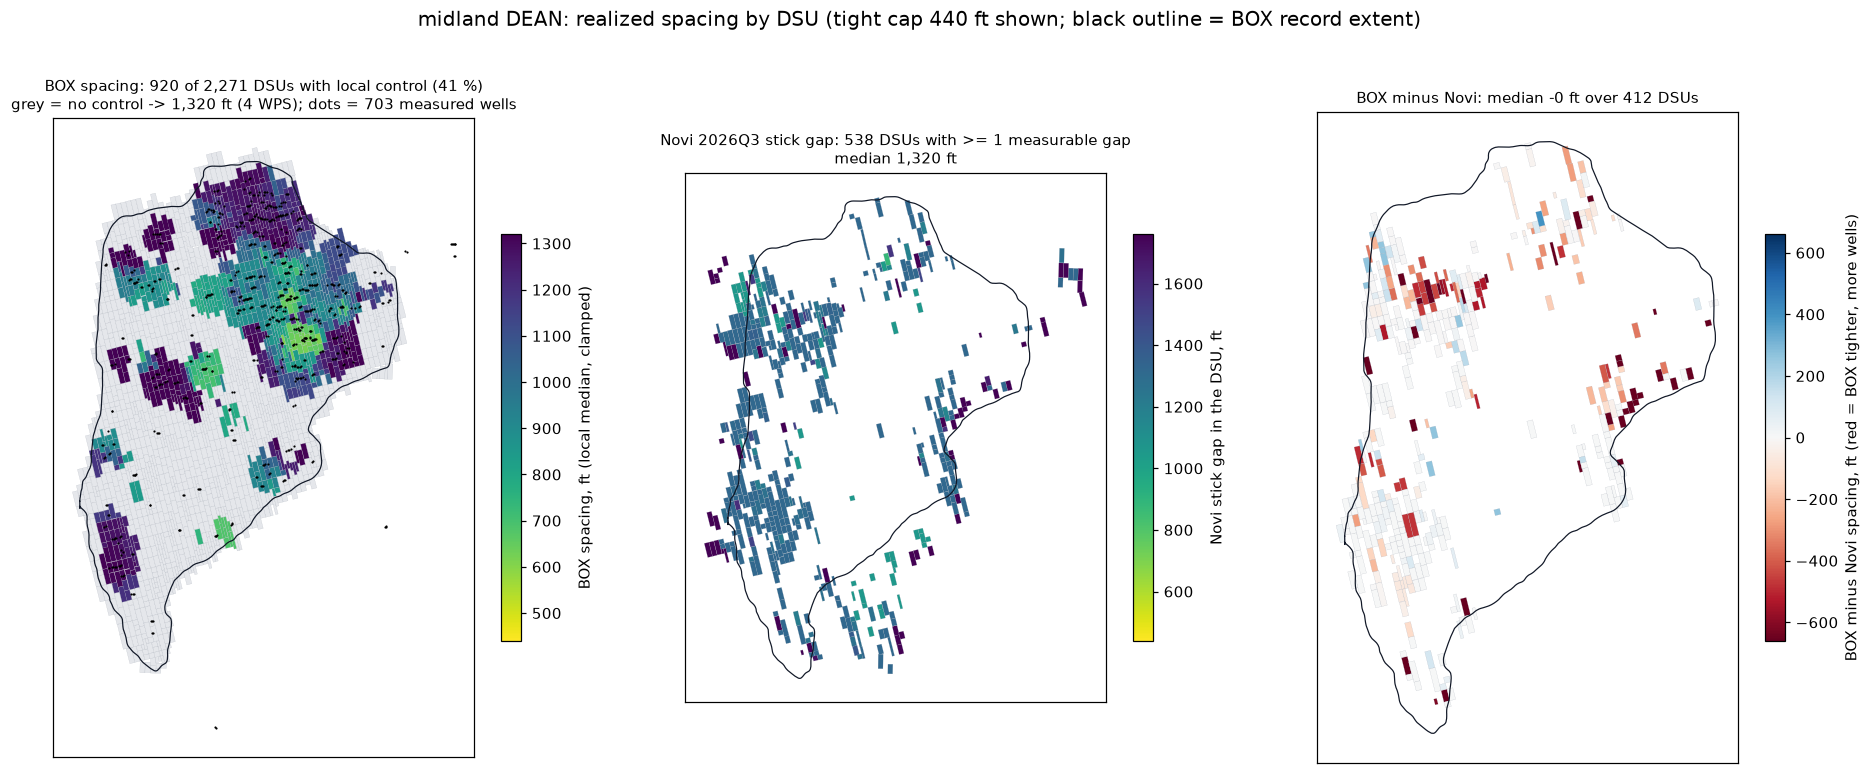 midland DEAN: realized spacing by DSU (tight cap 440 ft shown; black outline = BOX record extent)
BOX spacing: 920 of 2,271 DSUs with local control (41 %)
grey = no control -> 1,320 ft (4 WPS); dots = 703 measured wells
1300
1200
1100
1000
900
800
700
600
500
BOX spacing, ft (local median, clamped)
Novi 2026Q3 stick gap: 538 DSUs with >= 1 measurable gap
median 1,320 ft
1600
1400
1200
1000
800
600
Novi stick gap in the DSU, ft
BOX minus Novi: median -0 ft over 412 DSUs
600
400
200
0
−200
−400
−600
BOX minus Novi spacing, ft (red = BOX tighter, more wells)